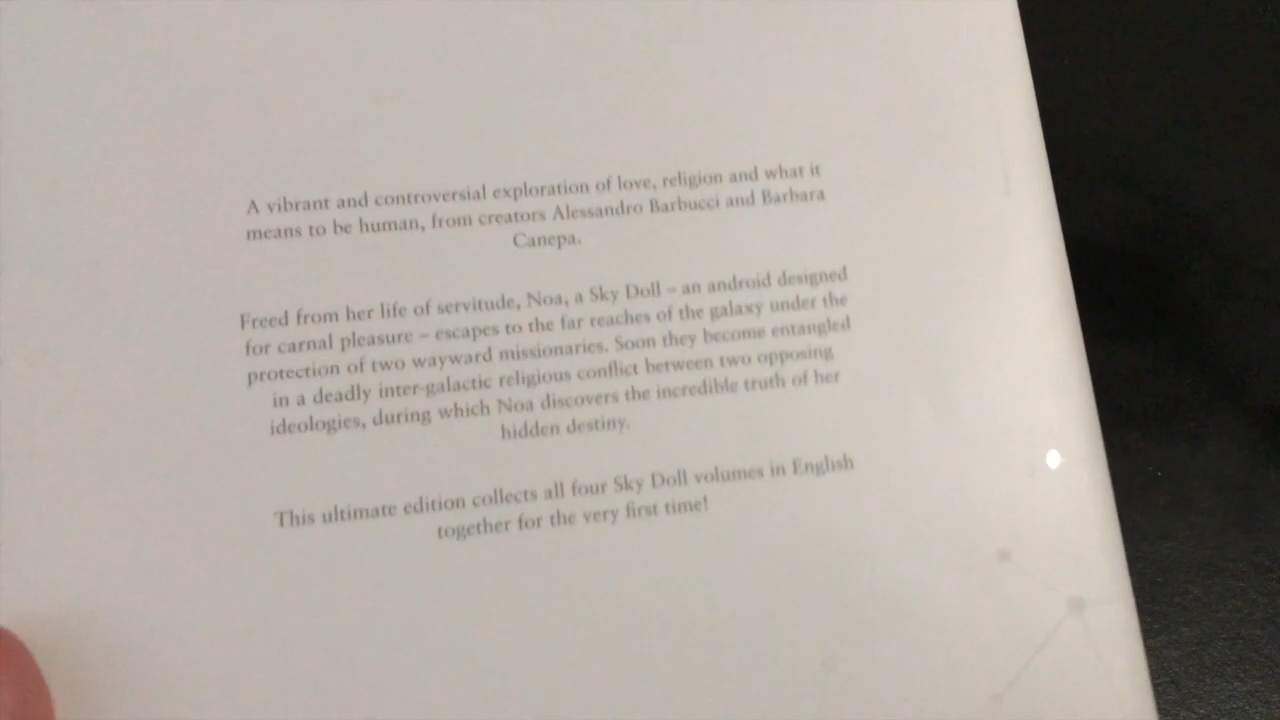 A vibrant and controversial exploration of love, religion and what it
means to be human, from creators Alessandro Barbucci and Barbara
Canepa.
Freed from her life of servitude, Noa, a Sky Doll – an android designed
for carnal pleasure – escapes to the far reaches of the galaxy under the
protection of two wayward missionaries. Soon they become entangled
in a deadly inter-galactic religious conflict between two opposing
ideologies, during which Noa discovers the incredible truth of her
hidden destiny.
This ultimate edition collects all four Sky Doll volumes in English
together for the very first time!